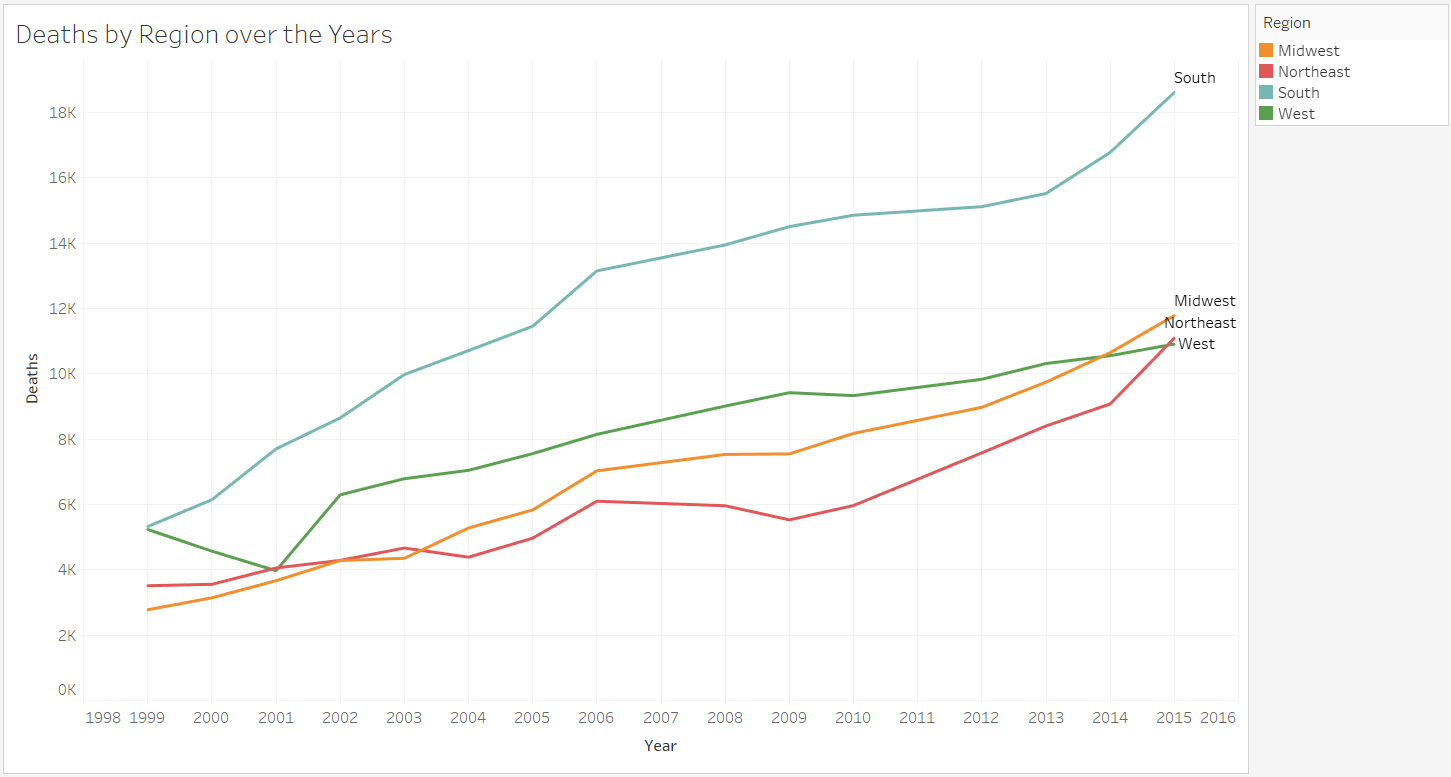 Deaths by Region over the Years
Region
Midwest
Northeast
South
West
South
18K
16K
14K
12K
10K
8K
6K
4K
2K
0K
Deaths
Midwest
Northeast
West
1998 1999 2000 2001 2002 2003 2004 2005 2006 2007 2008 2009 2010 2011 2012 2013 2014 2015 2016
Year